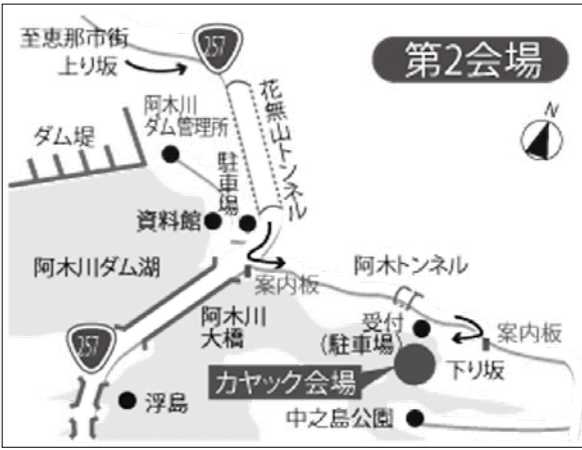 第2会場
至恵那市街
上り坂
257
花無山トンネル
N
阿木川
ダム管理所
ダム堤
駐車場
資料館
阿木川ダム湖
案内板
阿木トンネル
阿木川
大橋
受付
(駐車場)
案内板
257
カヤック会場
下り坂
浮島
中之島公園